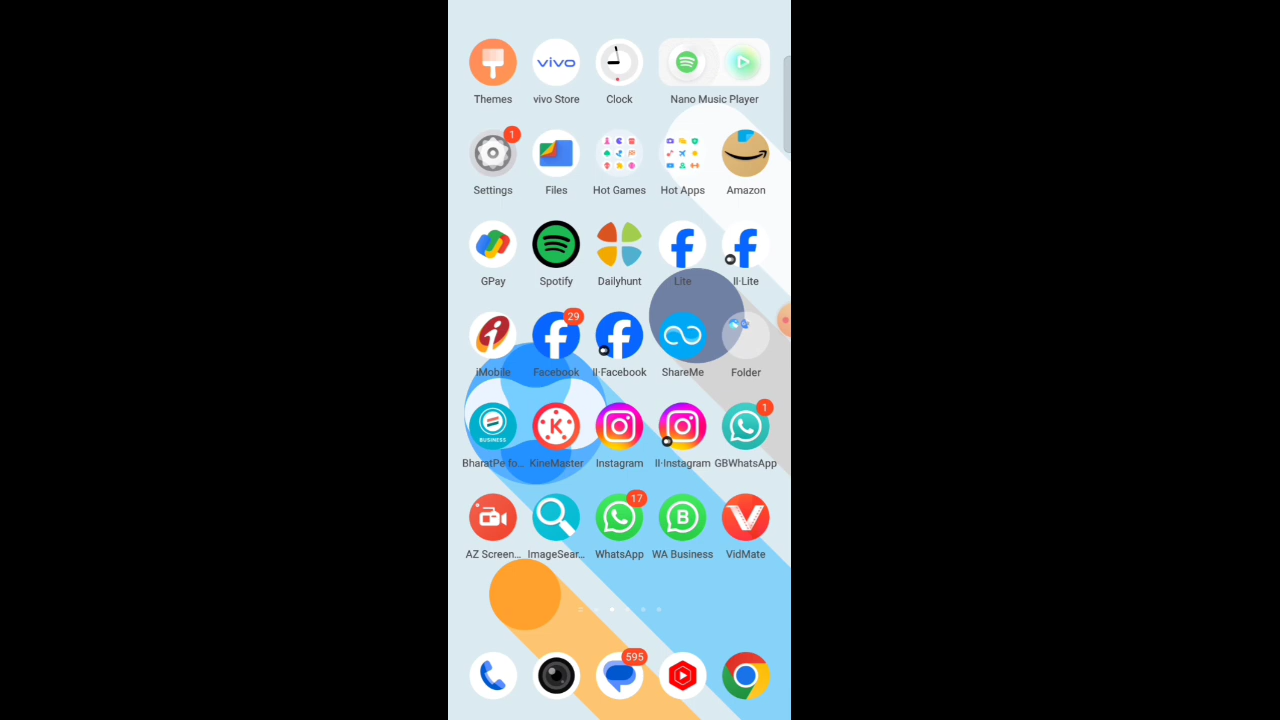 vivo
Themes
vivo Store
Clock
Nano Music Player
1
Settings
Files
Hot Games
Hot Apps
Amazon
GPay
Spotify
Dailyhunt
Lite
II·Lite
29
iMobile
Facebook
II·Facebook
ShareMe
Folder
1
BUSINESS
K
BharatPe fo...
KineMaster
Instagram
II·Instagram
GBWhatsApp
17
B
AZ Screen...
ImageSear...
WhatsApp
WA Business
VidMate
595